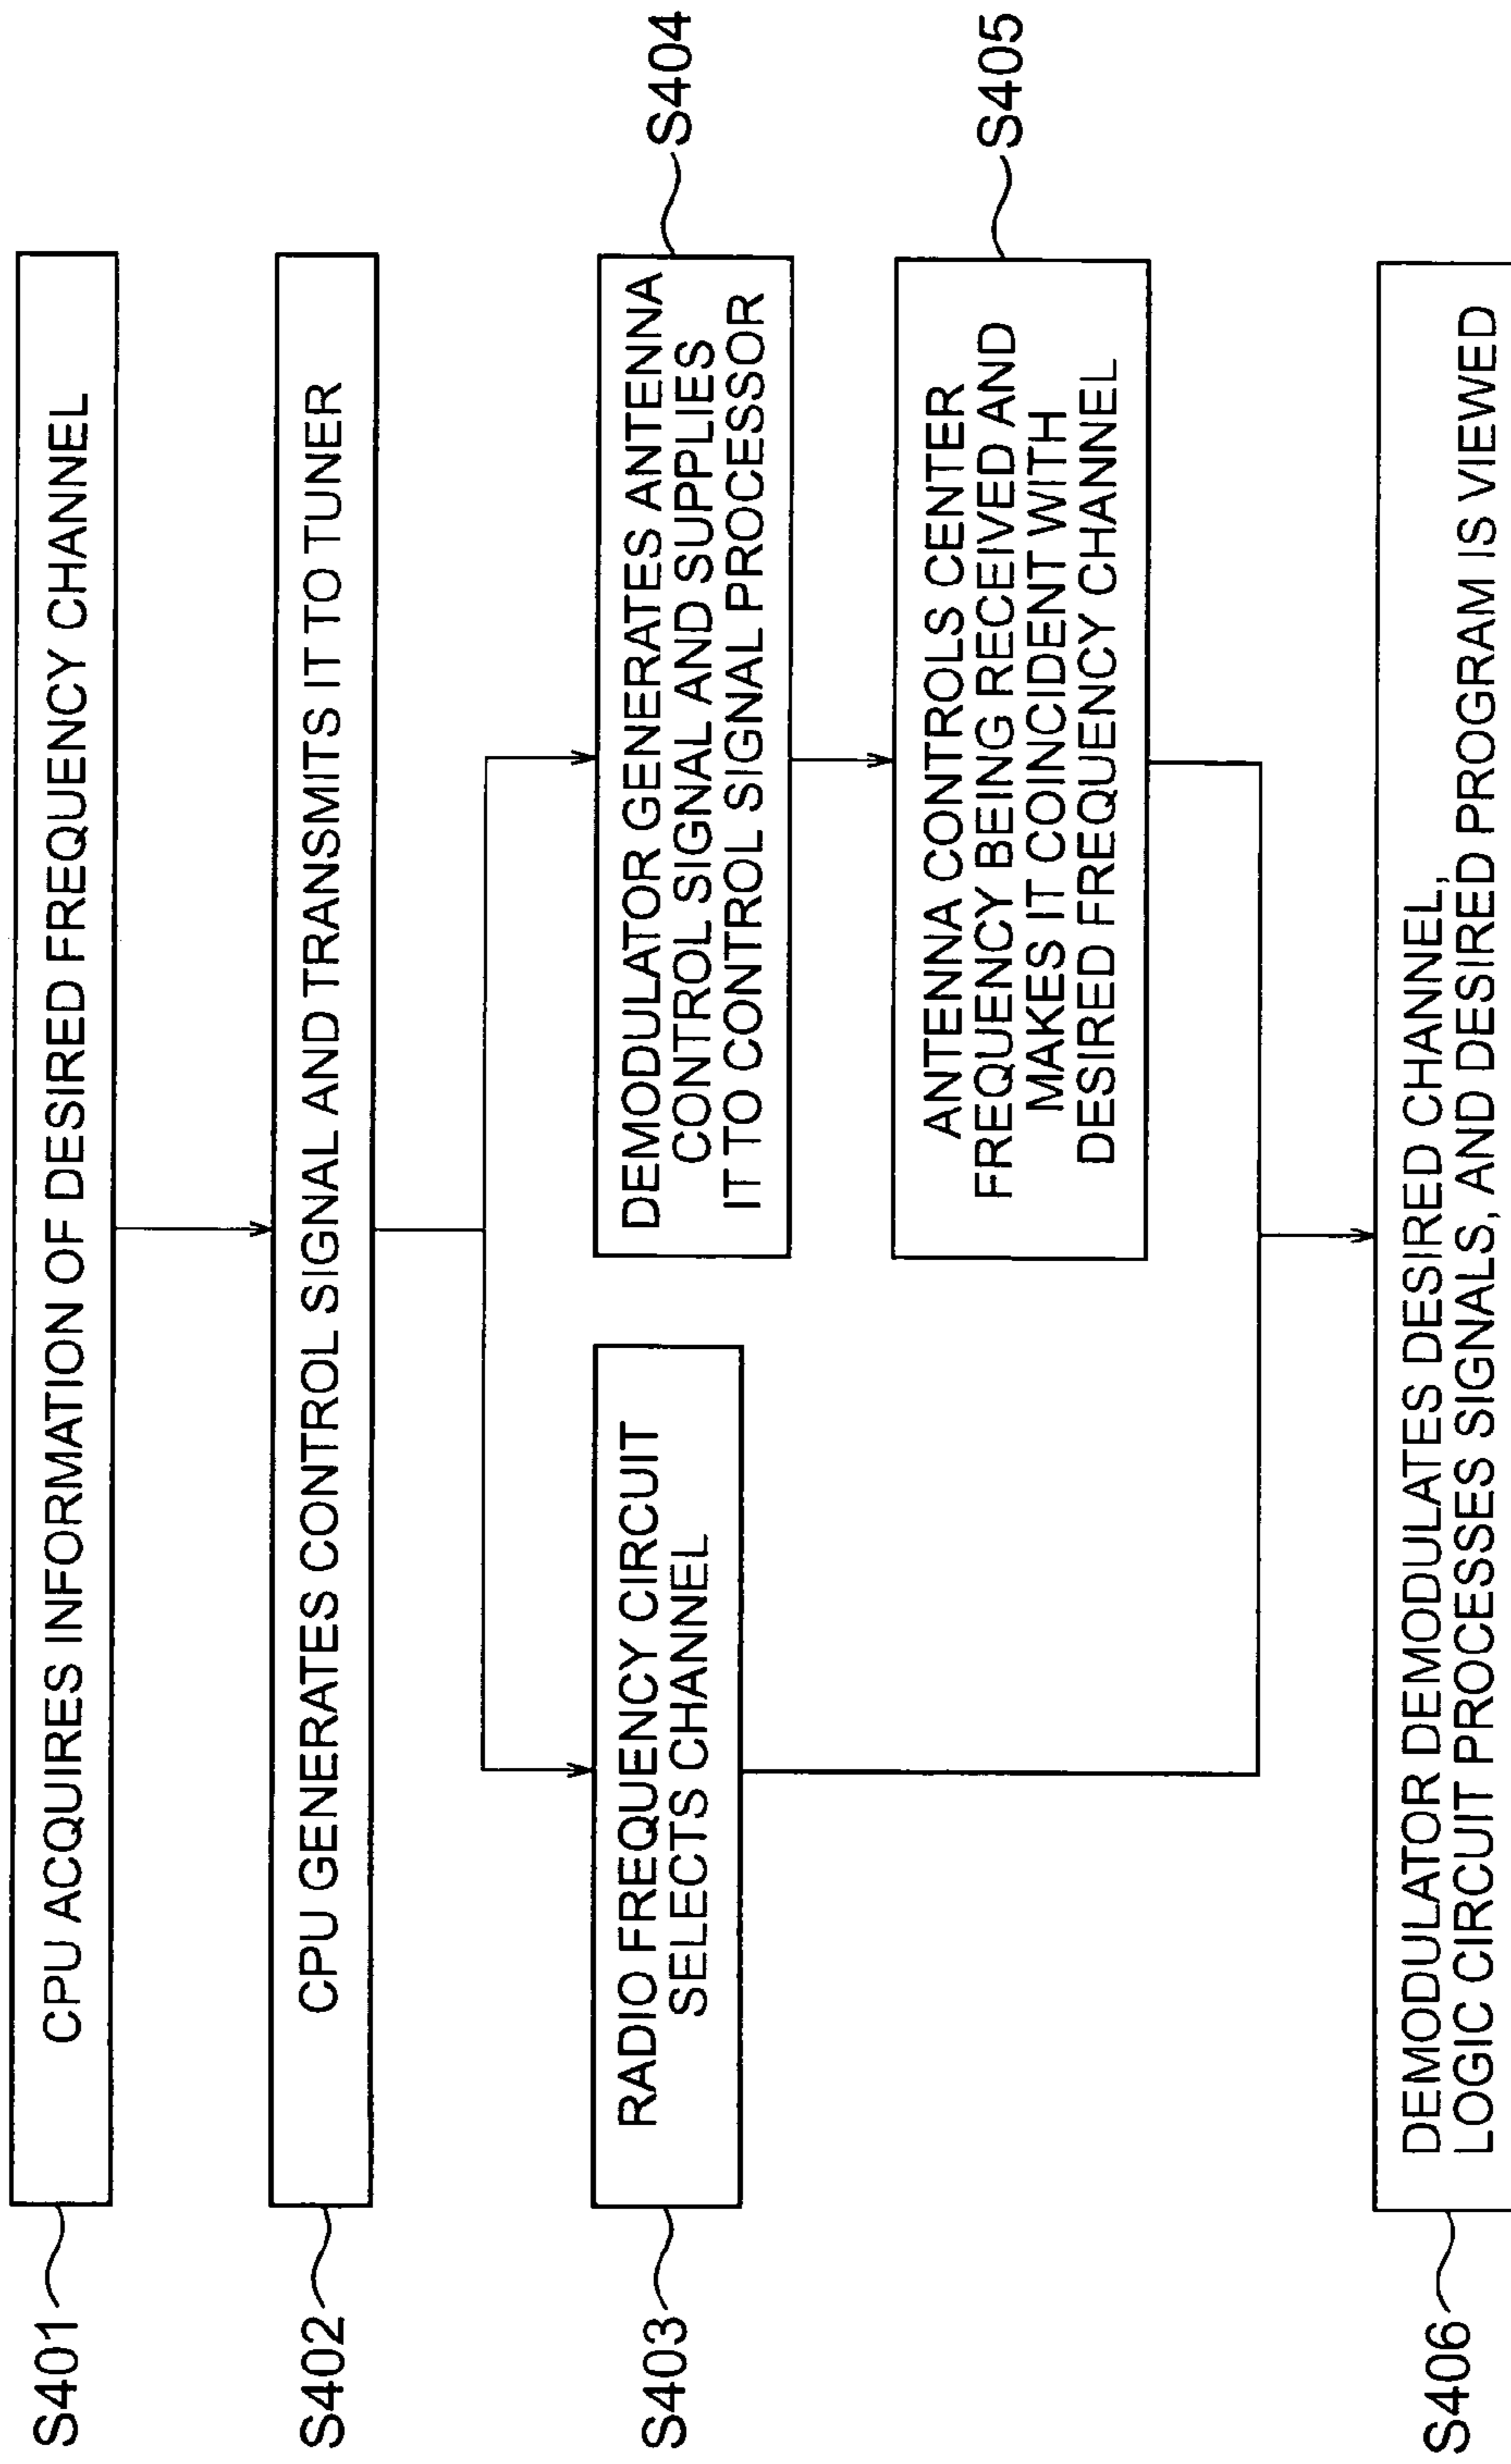 S401
CPU ACQUIRES INFORMATION OF DESIRED FREQUENCY CHANNEL
S402
CPU GENERATES CONTROL SIGNAL AND TRANSMITS IT TO TUNER
S403
RADIO FREQUENCY CIRCUIT
SELECTS CHANNEL
DEMODULATOR GENERATES ANTENNA
CONTROL SIGNAL AND SUPPLIES
IT TO CONTROL SIGNAL PROCESSOR
S404
ANTENNA CONTROLS CENTER
FREQUENCY BEING RECEIVED AND
MAKES IT COINCIDENT WITH
DESIRED FREQUENCY CHANNEL
S405
S406
DEMODULATOR DEMODULATES DESIRED CHANNEL,
LOGIC CIRCUIT PROCESSES SIGNALS, AND DESIRED PROGRAM IS VIEWED